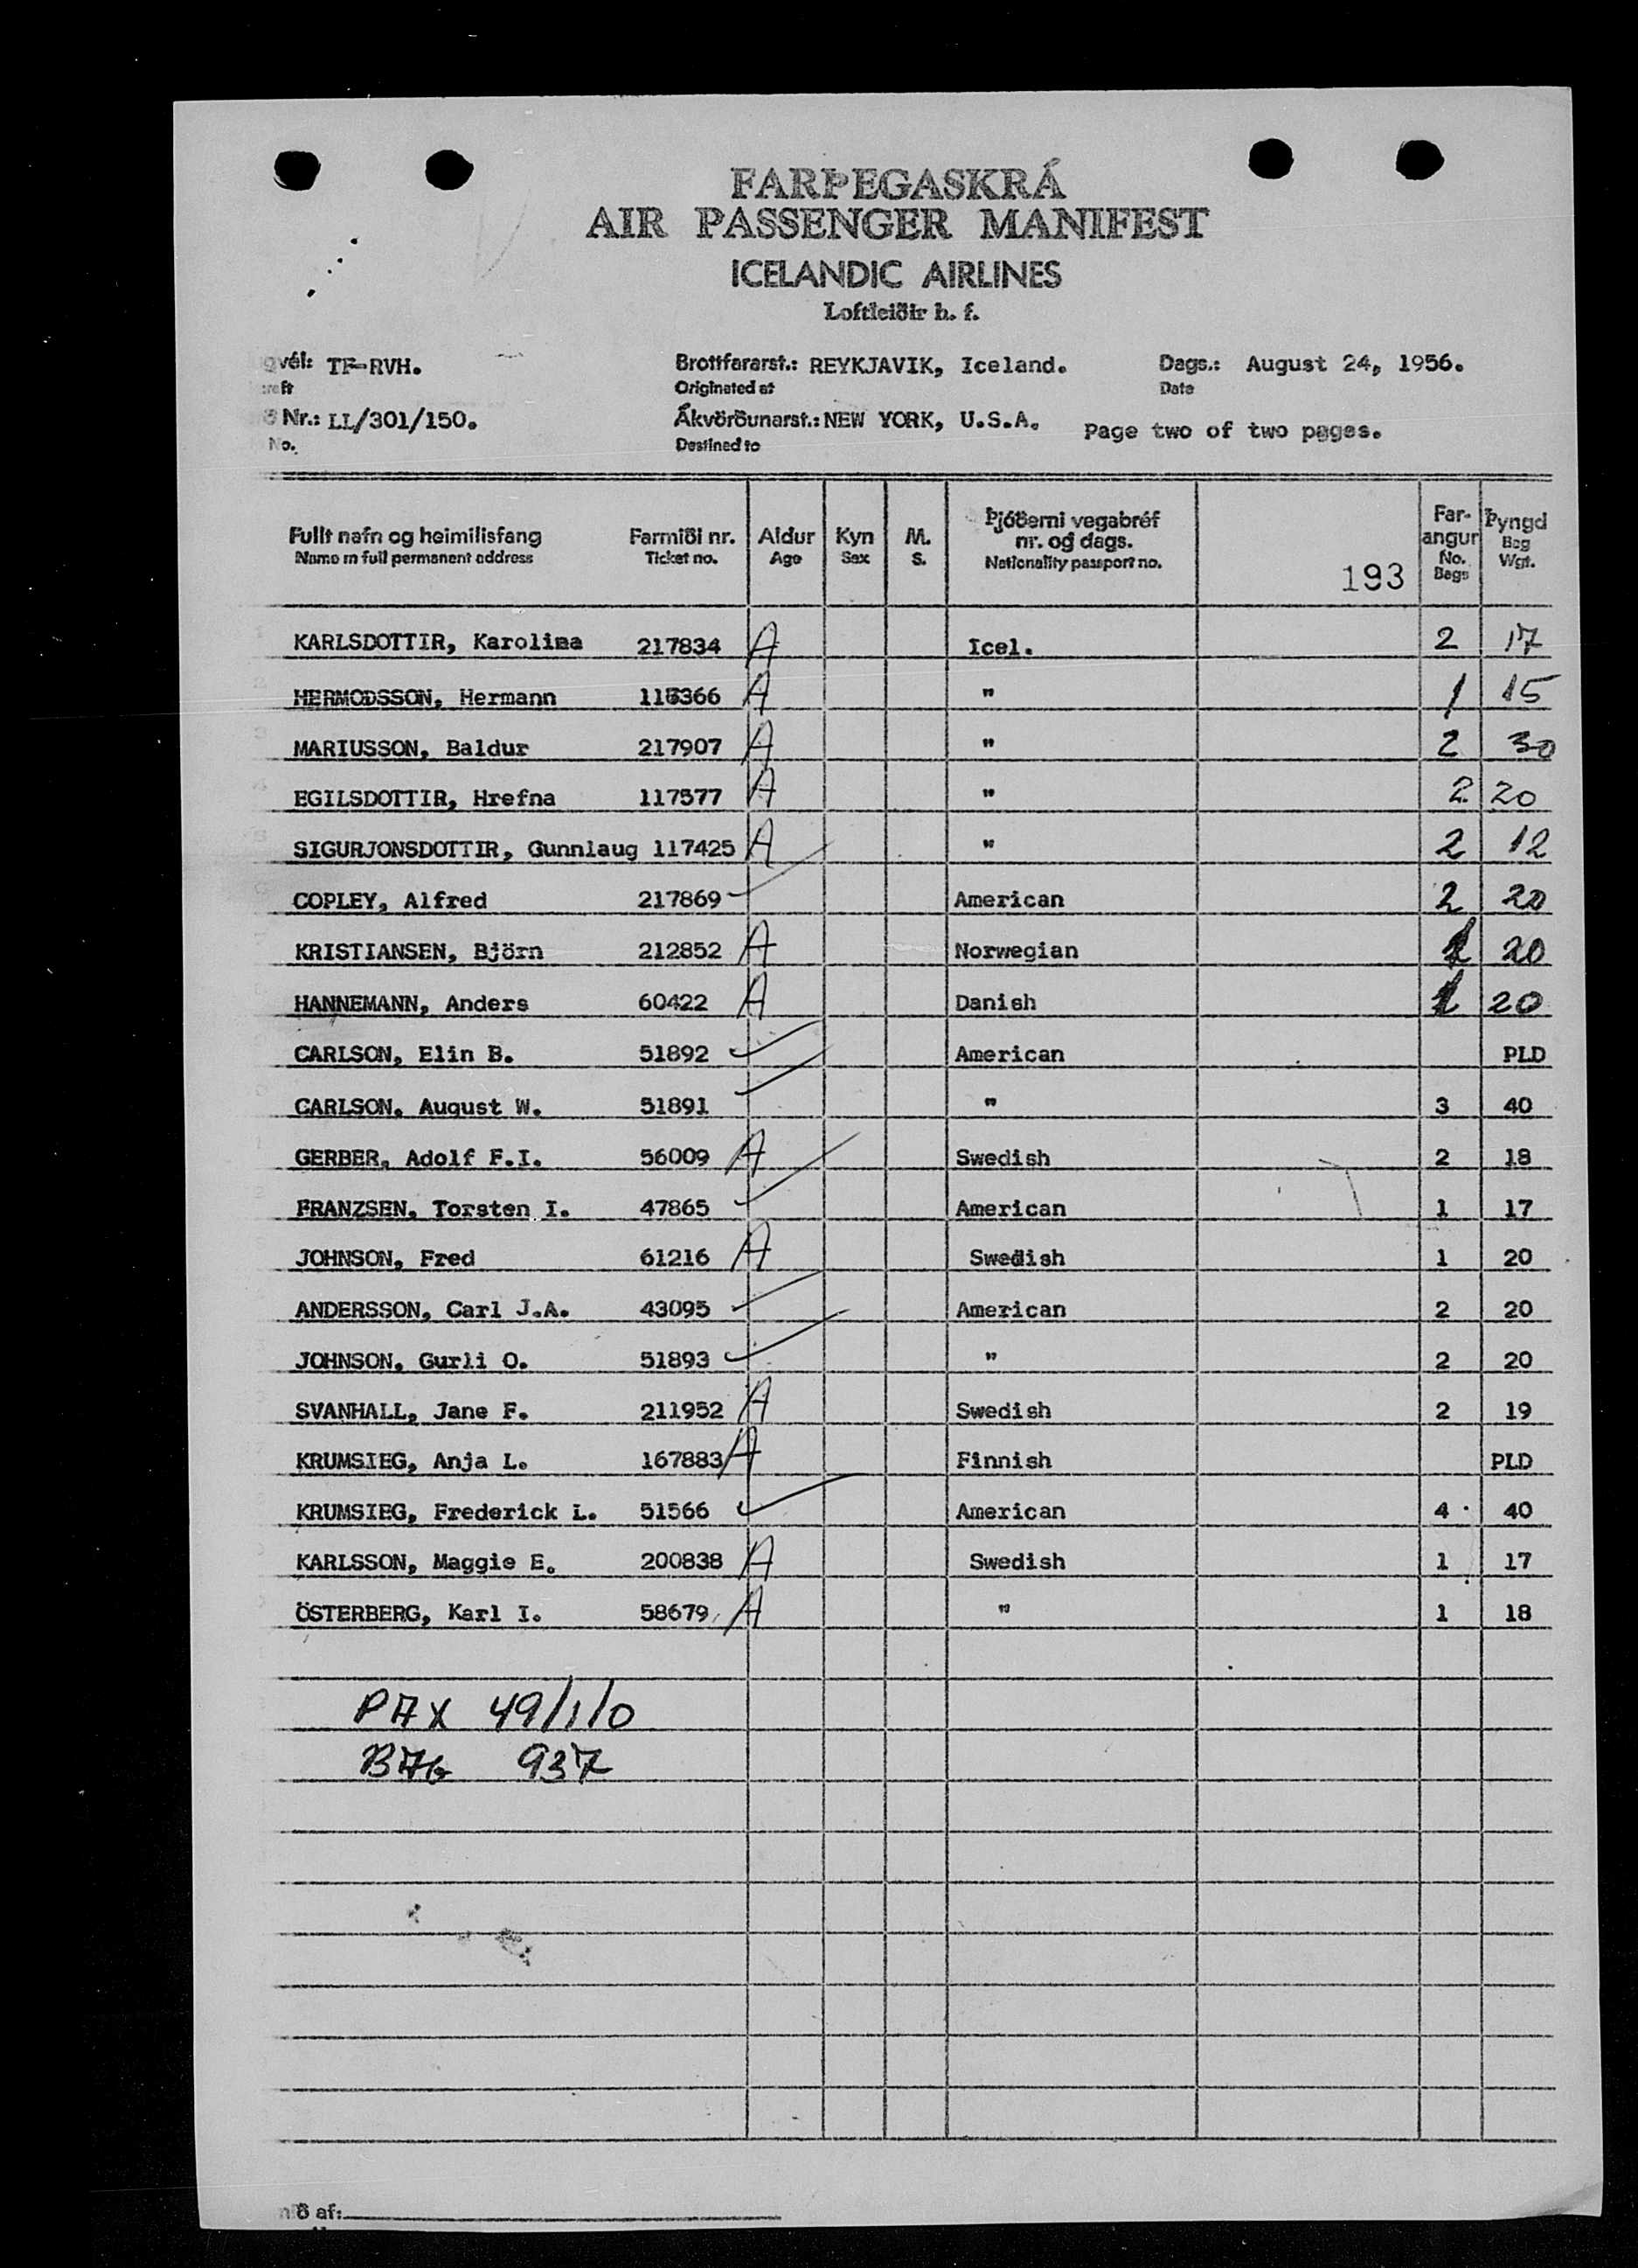 FARÞEGASKRÁ
AIR PASSENGER MANIFEST
ICELANDIC AIRLINES
Loftleiðir h. f.
gvél: TF-RVH. Brottfararst.: REYKJAVIK, Iceland. Dags.: August 24, 1956.
Originated at Date
Nr.: LL/301/150. Ákvörðunarst.: NEW YORK, U.S.A. Page two of two pages.
No. Destined to
Fullt nafn og heimilisfang Farmiði nr. Aldur Kyn M. Þjóðerni vegabréf nr. og dags. Far-angur Þyngd
Name in full permanent address Ticket no. Age Sex S. Nationality passport no. 193 No. Bags Bag Wgt.
KARLSDOTTIR, Karolina 217834 A Icel. 2 17
HERMODSSON, Hermann A " 1 15
MARIUSSON, Baldur 217907 A " 2 30
EGILSDOTTIR, Hrefna 117577 A " 2 20
SIGURJONSDOTTIR, Gunnlaug 117425 A " 2 12
COPLEY, Alfred 217869 American 2 20
KRISTIANSEN, Björn 212852 A Norwegian 20
HANNEMANN, Anders 60422 A Danish 20
CARLSON, Elin B. 51892 American PLD
CARLSON, August W. 51891 " 3 40
GERBER, Adolf F.I. 56009 A Swedish 2 18
FRANZSEN, Torsten I. 47865 American 1 17
JOHNSON, Fred 61216 A Swedish 1 20
ANDERSSON, Carl J.A. 43095 American 2 20
JOHNSON, Gurli O. 51893 " 2 20
SVANHALL, Jane F. 211952 A Swedish 2 19
KRUMSIEG, Anja L. 167883 A Finnish PLD
KRUMSIEG, Frederick L. 51566 American 4 40
KARLSSON, Maggie E. 200838 A Swedish 1 17
ÖSTERBERG, Karl I. 58679 A " 1 18
PAX 49/1/0
BAG 937
ð af: